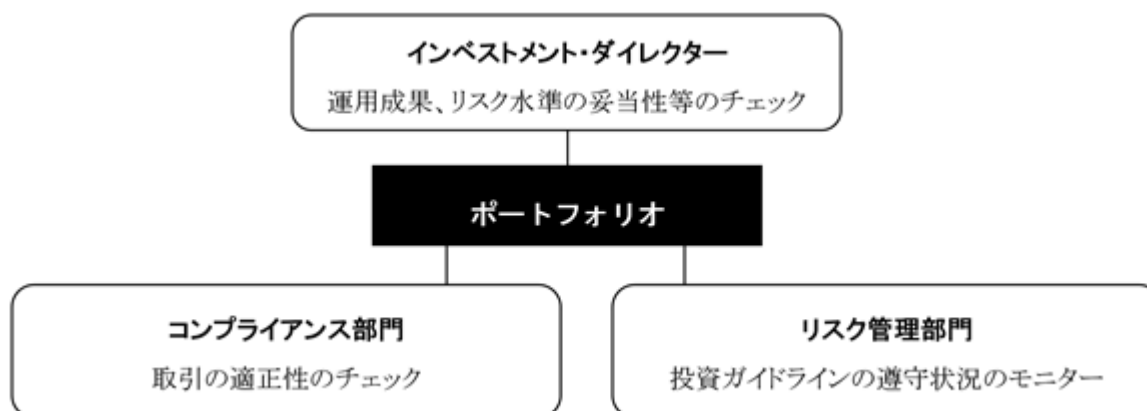 インベストメント・ダイレクター
運用成果、リスク水準の妥当性等のチェック
ポートフォリオ
コンプライアンス部門
取引の適正性のチェック
リスク管理部門
投資ガイドラインの遵守状況のモニター